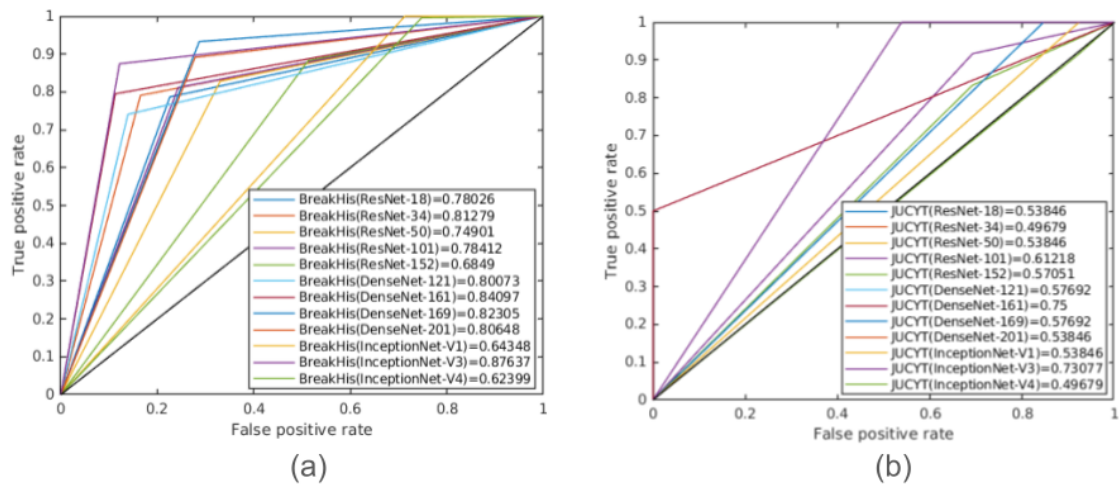 1
0.9
0.8
0.7
0.6
0.5
0.4
0.3
0.2
0.1
0
True positive rate
BreakHis(ResNet-18)=0.78026
BreakHis(ResNet-34)=0.81279
BreakHis(ResNet-50)=0.74901
BreakHis(ResNet-101)=0.78412
BreakHis(ResNet-152)=0.6849
BreakHis(DenseNet-121)=0.80073
BreakHis(DenseNet-161)=0.84097
BreakHis(DenseNet-169)=0.82305
BreakHis(DenseNet-201)=0.80648
BreakHis(InceptionNet-V1)=0.64348
BreakHis(InceptionNet-V3)=0.87637
BreakHis(InceptionNet-V4)=0.62399
0 0.2 0.4 0.6 0.8 1
False positive rate
(a)
1
0.9
0.8
0.7
0.6
0.5
0.4
0.3
0.2
0.1
0
True positive rate
JUCYT(ResNet-18)=0.53846
JUCYT(ResNet-34)=0.49679
JUCYT(ResNet-50)=0.53846
JUCYT(ResNet-101)=0.61218
JUCYT(ResNet-152)=0.57051
JUCYT(DenseNet-121)=0.57692
JUCYT(DenseNet-161)=0.75
JUCYT(DenseNet-169)=0.57692
JUCYT(DenseNet-201)=0.53846
JUCYT(InceptionNet-V1)=0.53846
JUCYT(InceptionNet-V3)=0.73077
JUCYT(InceptionNet-V4)=0.49679
0 0.2 0.4 0.6 0.8 1
False positive rate
(b)